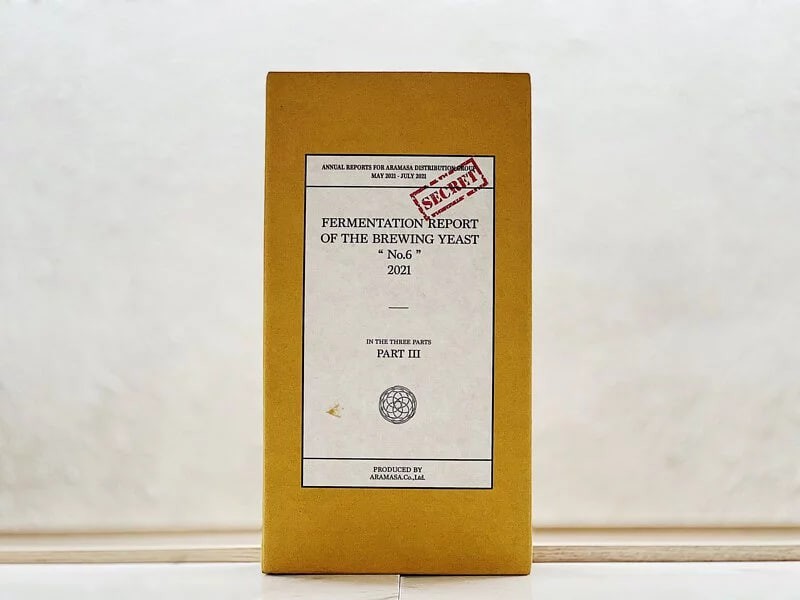 ANNUAL REPORTS FOR ARAMASA DISTRIBUTION GROUP
MAY 2021 - JULY 2021
SECRET
FERMENTATION REPORT
OF THE BREWING YEAST
“ No.6 ”
2021
IN THE THREE PARTS
PART III
PRODUCED BY
ARAMASA.Co.,Ltd.